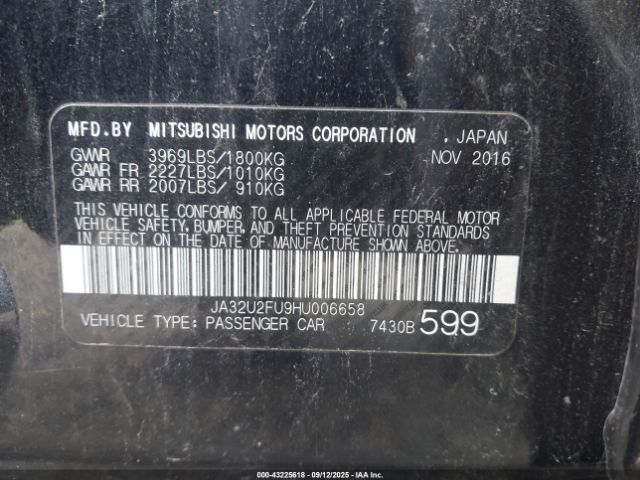 MFD.BY MITSUBISHI MOTORS CORPORATION , JAPAN
GVWR 3969LBS/1800KG NOV 2016
GAWR FR 2227LBS/1010KG
GAWR RR 2007LBS/ 910KG
THIS VEHICLE CONFORMS TO ALL APPLICABLE FEDERAL MOTOR
VEHICLE SAFETY, BUMPER, AND THEFT PREVENTION STANDARDS
IN EFFECT ON THE DATE OF MANUFACTURE SHOWN ABOVE.
JA32U2FU9HU006658
VEHICLE TYPE: PASSENGER CAR 7430B 599
00-43225618 - 09/12/2025 - IAA Inc.